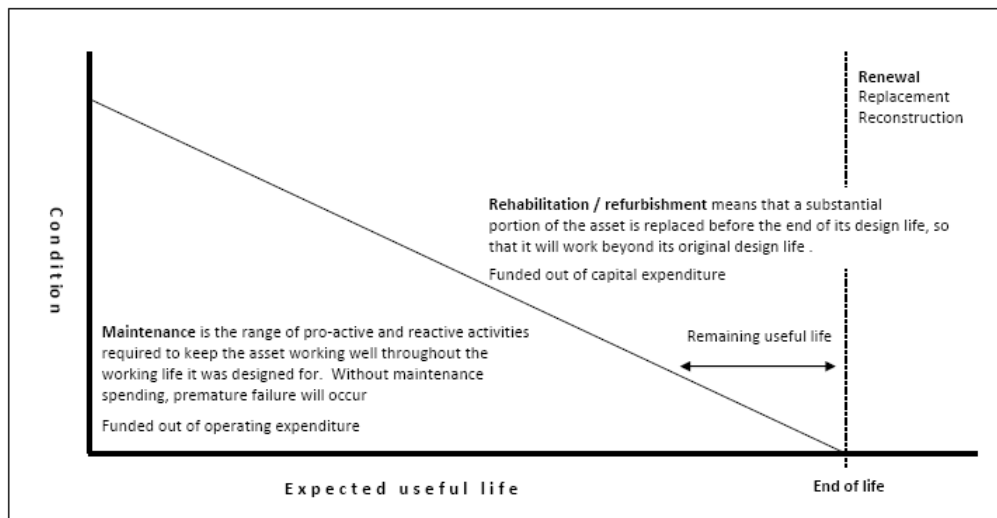 Renewal
Replacement
Reconstruction
Condition
Rehabilitation / refurbishment means that a substantial
portion of the asset is replaced before the end of its design life, so
that it will work beyond its original design life .
Funded out of capital expenditure
Maintenance is the range of pro-active and reactive activities
required to keep the asset working well throughout the
working life it was designed for.  Without maintenance
spending, premature failure will occur
Funded out of operating expenditure
Remaining useful life
Expected useful life
End of life